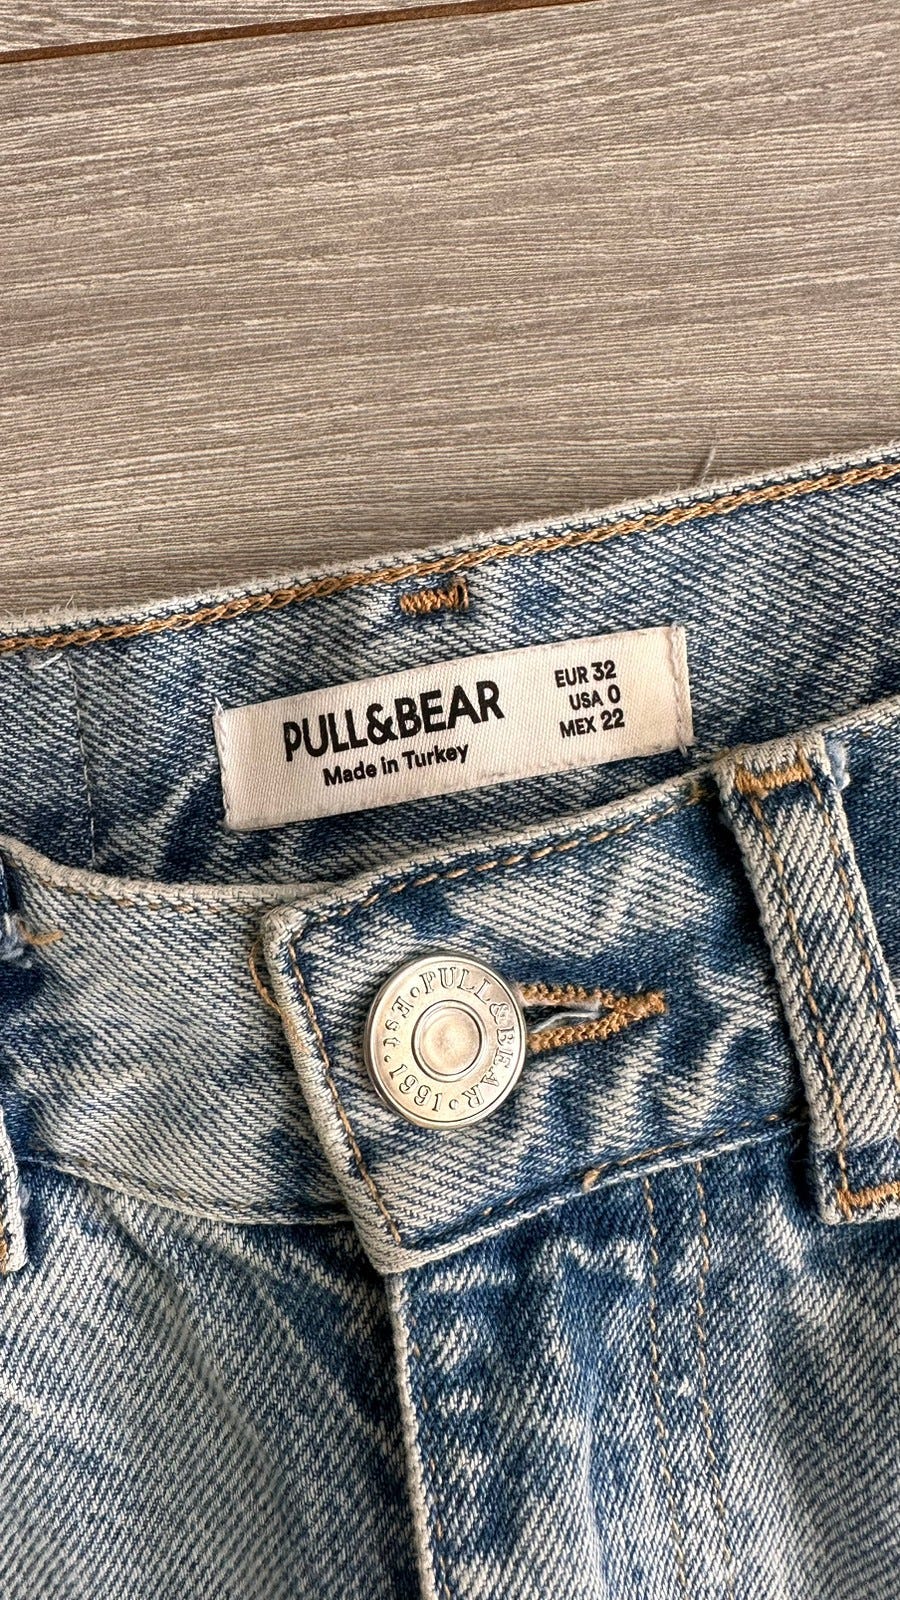 PULL&BEAR
Made in Turkey
EUR 32
USA 0
MEX 22
PULL&BEAR • Est. 1991 •